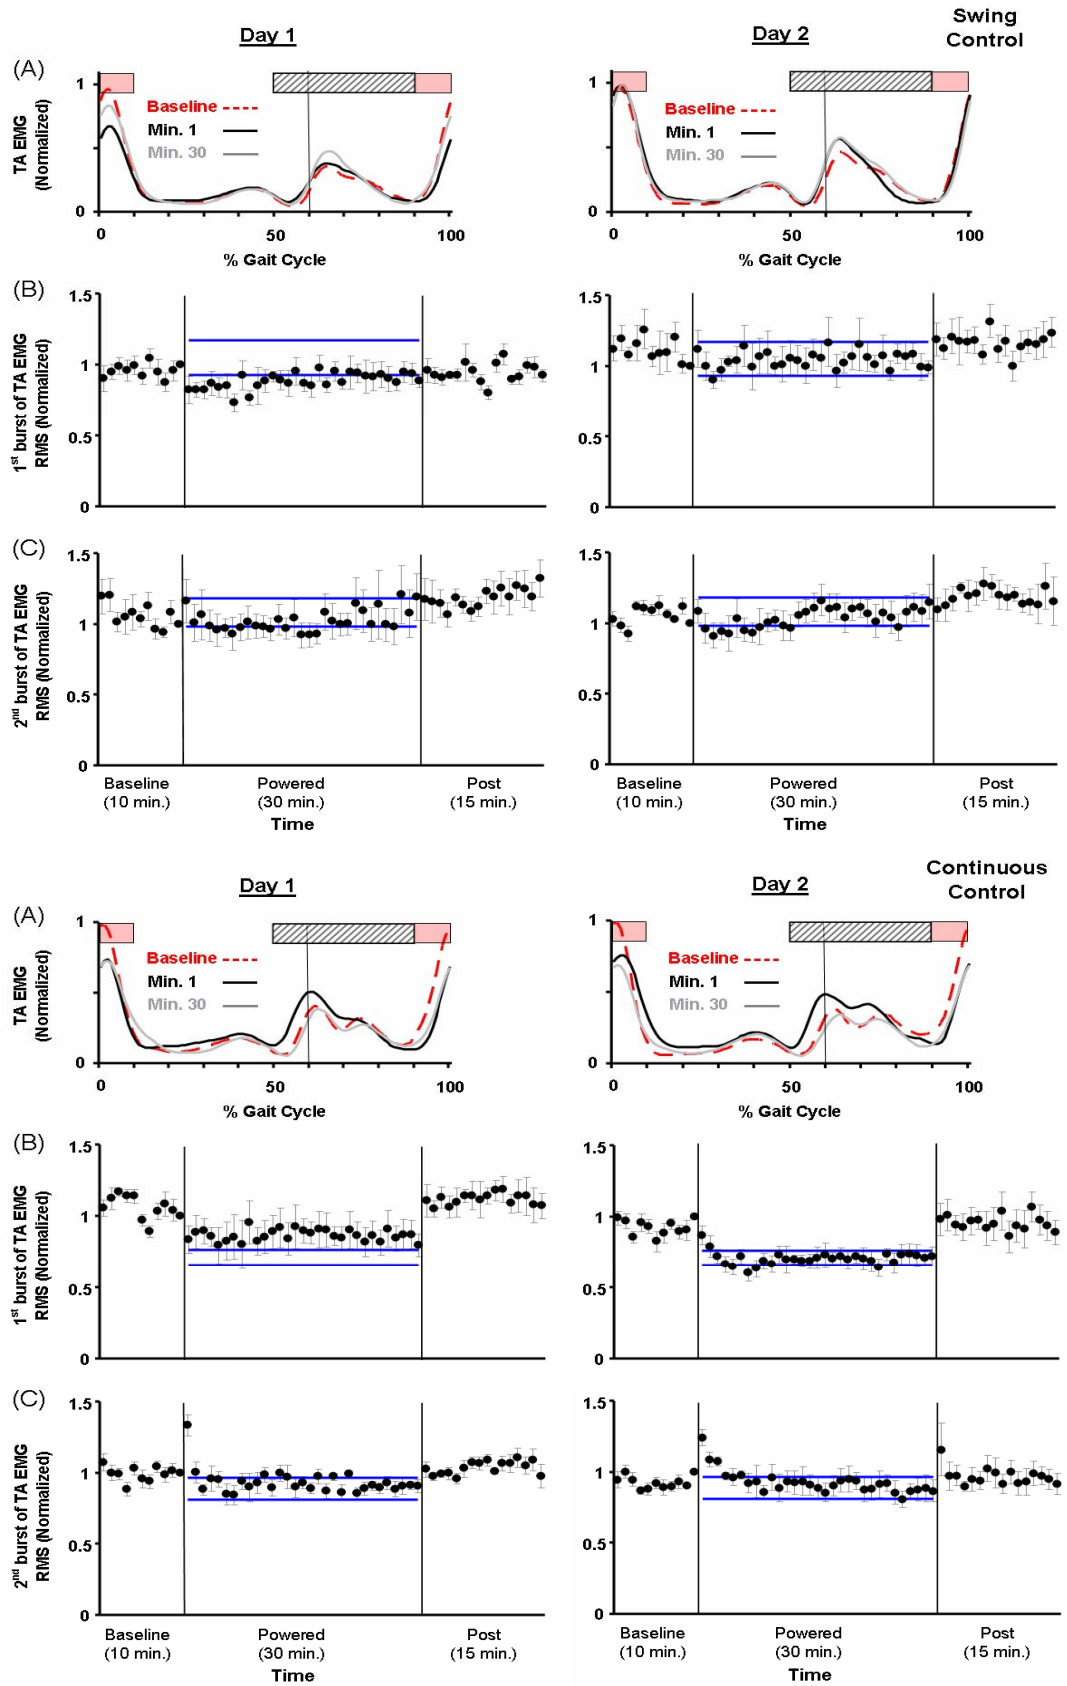 Day 1
Day 2
Swing
Control
(A)
TA EMG
(Normalized)
1
0
Baseline
Min. 1
Min. 30
0
50
100
% Gait Cycle
1
0
Baseline
Min. 1
Min. 30
0
50
100
% Gait Cycle
(B)
1st burst of TA EMG
RMS (Normalized)
1.5
1
0.5
0
1.5
1
0.5
0
(C)
2nd burst of TA EMG
RMS (Normalized)
1.5
1
0.5
0
Baseline
(10 min.)
Powered
(30 min.)
Post
(15 min.)
Time
1.5
1
0.5
0
Baseline
(10 min.)
Powered
(30 min.)
Post
(15 min.)
Time
Day 1
Day 2
Continuous
Control
(A)
TA EMG
(Normalized)
1
0
Baseline
Min. 1
Min. 30
0
50
100
% Gait Cycle
1
0
Baseline
Min. 1
Min. 30
0
50
100
% Gait Cycle
(B)
1st burst of TA EMG
RMS (Normalized)
1.5
1
0.5
0
1.5
1
0.5
0
(C)
2nd burst of TA EMG
RMS (Normalized)
1.5
1
0.5
0
Baseline
(10 min.)
Powered
(30 min.)
Post
(15 min.)
Time
1.5
1
0.5
0
Baseline
(10 min.)
Powered
(30 min.)
Post
(15 min.)
Time